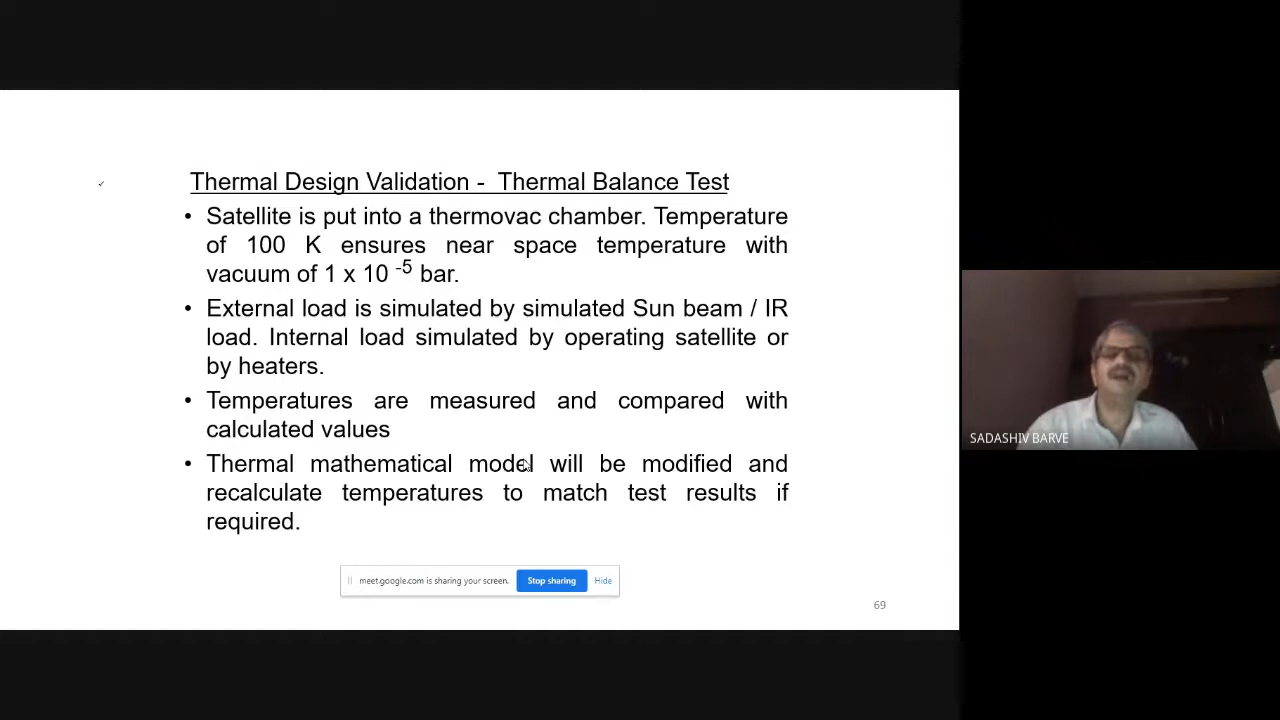 Thermal Design Validation - Thermal Balance Test
• Satellite is put into a thermovac chamber. Temperature
of 100 K ensures near space temperature with
vacuum of 1 x 10 -5 bar.
• External load is simulated by simulated Sun beam / IR
load. Internal load simulated by operating satellite or
by heaters.
• Temperatures are measured and compared with
calculated values
• Thermal mathematical model will be modified and
recalculate temperatures to match test results if
required.
meet.google.com is sharing your screen. Stop sharing Hide
69
SADASHIV BARVE